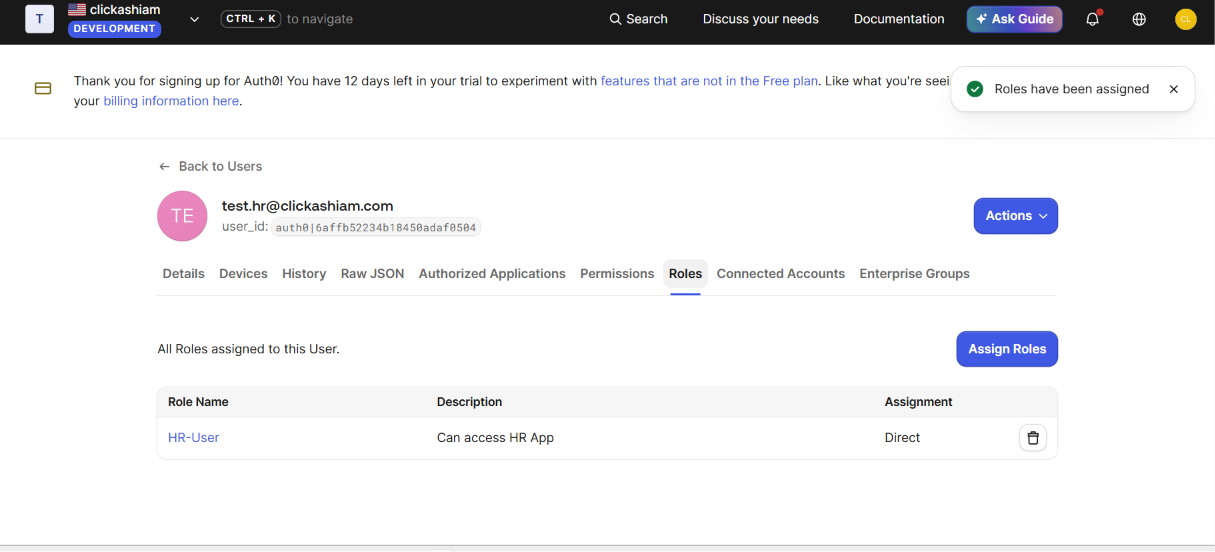 T clickashiam
DEVELOPMENT
CTRL + K to navigate
Search Discuss your needs Documentation Ask Guide CL
Thank you for signing up for Auth0! You have 12 days left in your trial to experiment with features that are not in the Free plan. Like what you're seei
your billing information here.
Roles have been assigned
Back to Users
TE
test.hr@clickashiam.com
user_id: auth0|6affb52234b18450adaf0504
Actions
Details Devices History Raw JSON Authorized Applications Permissions Roles Connected Accounts Enterprise Groups
All Roles assigned to this User.
Assign Roles
Role Name Description Assignment
HR-User Can access HR App Direct